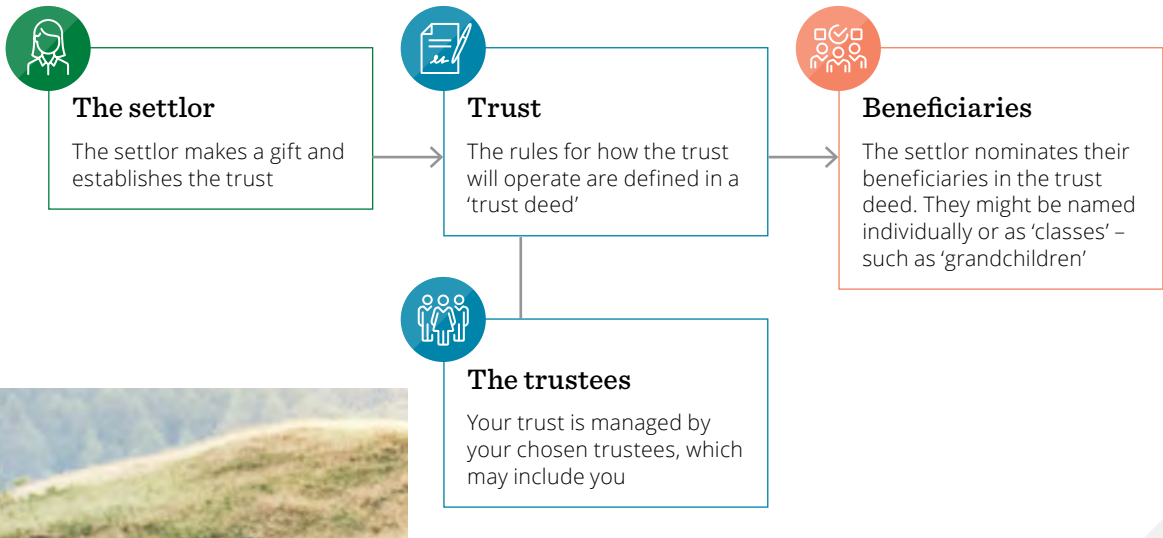 The settlor
The settlor makes a gift and
establishes the trust
Trust
The rules for how the trust
will operate are defined in a
‘trust deed’
Beneficiaries
The settlor nominates their
beneficiaries in the trust
deed. They might be named
individually or as ‘classes’ –
such as ‘grandchildren’
The trustees
Your trust is managed by
your chosen trustees, which
may include you